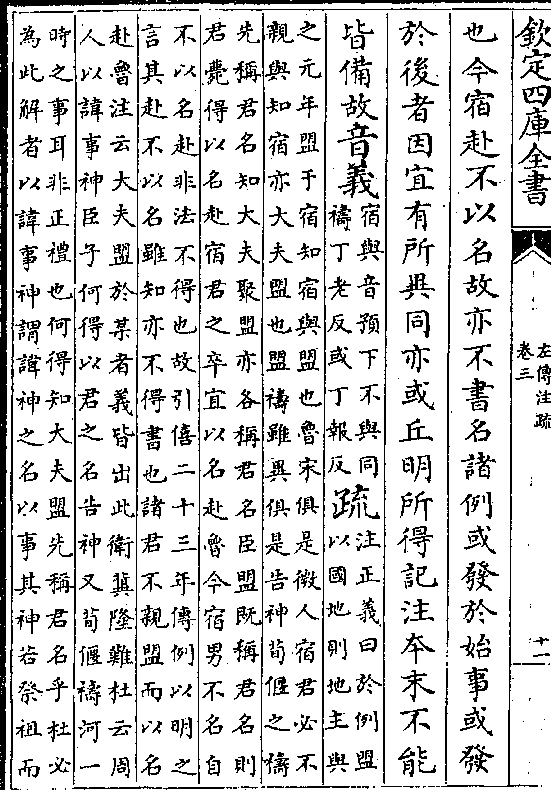 欽定四庫全書
左傳注疏
卷三
十一
也今宿赴不以名故亦不書名諸例或發於始事或發
於後者因宜有所異同亦或丘明所得記注本末不能
皆備故音義
宿與音預下不與同
禱丁老反或丁報反
疏
注正義曰於例盟
以國地則地主與
之元年盟于宿知宿與盟也魯宋俱是微人宿君必不
親與知宿亦大夫盟也盟禱雖異俱是告神荀偃之禱
先稱君名知大夫聚盟亦各稱君名臣盟既稱君名則
君薨得以名赴宿君之卒宜以名赴魯今宿男不名自
不以名赴非法不得也故引僖二十三年傳例以明之
言其赴不以名雖知亦不得書也諸君不親盟而以名
赴魯注云大夫盟於某者義皆出此衛冀隆難杜云周
人以諱事神臣子何得以君之名告神又荀偃禱河一
時之事耳非正禮也何得知大夫盟先稱君名乎杜必
為此解者以諱事神謂諱神之名以事其神若祭祖而